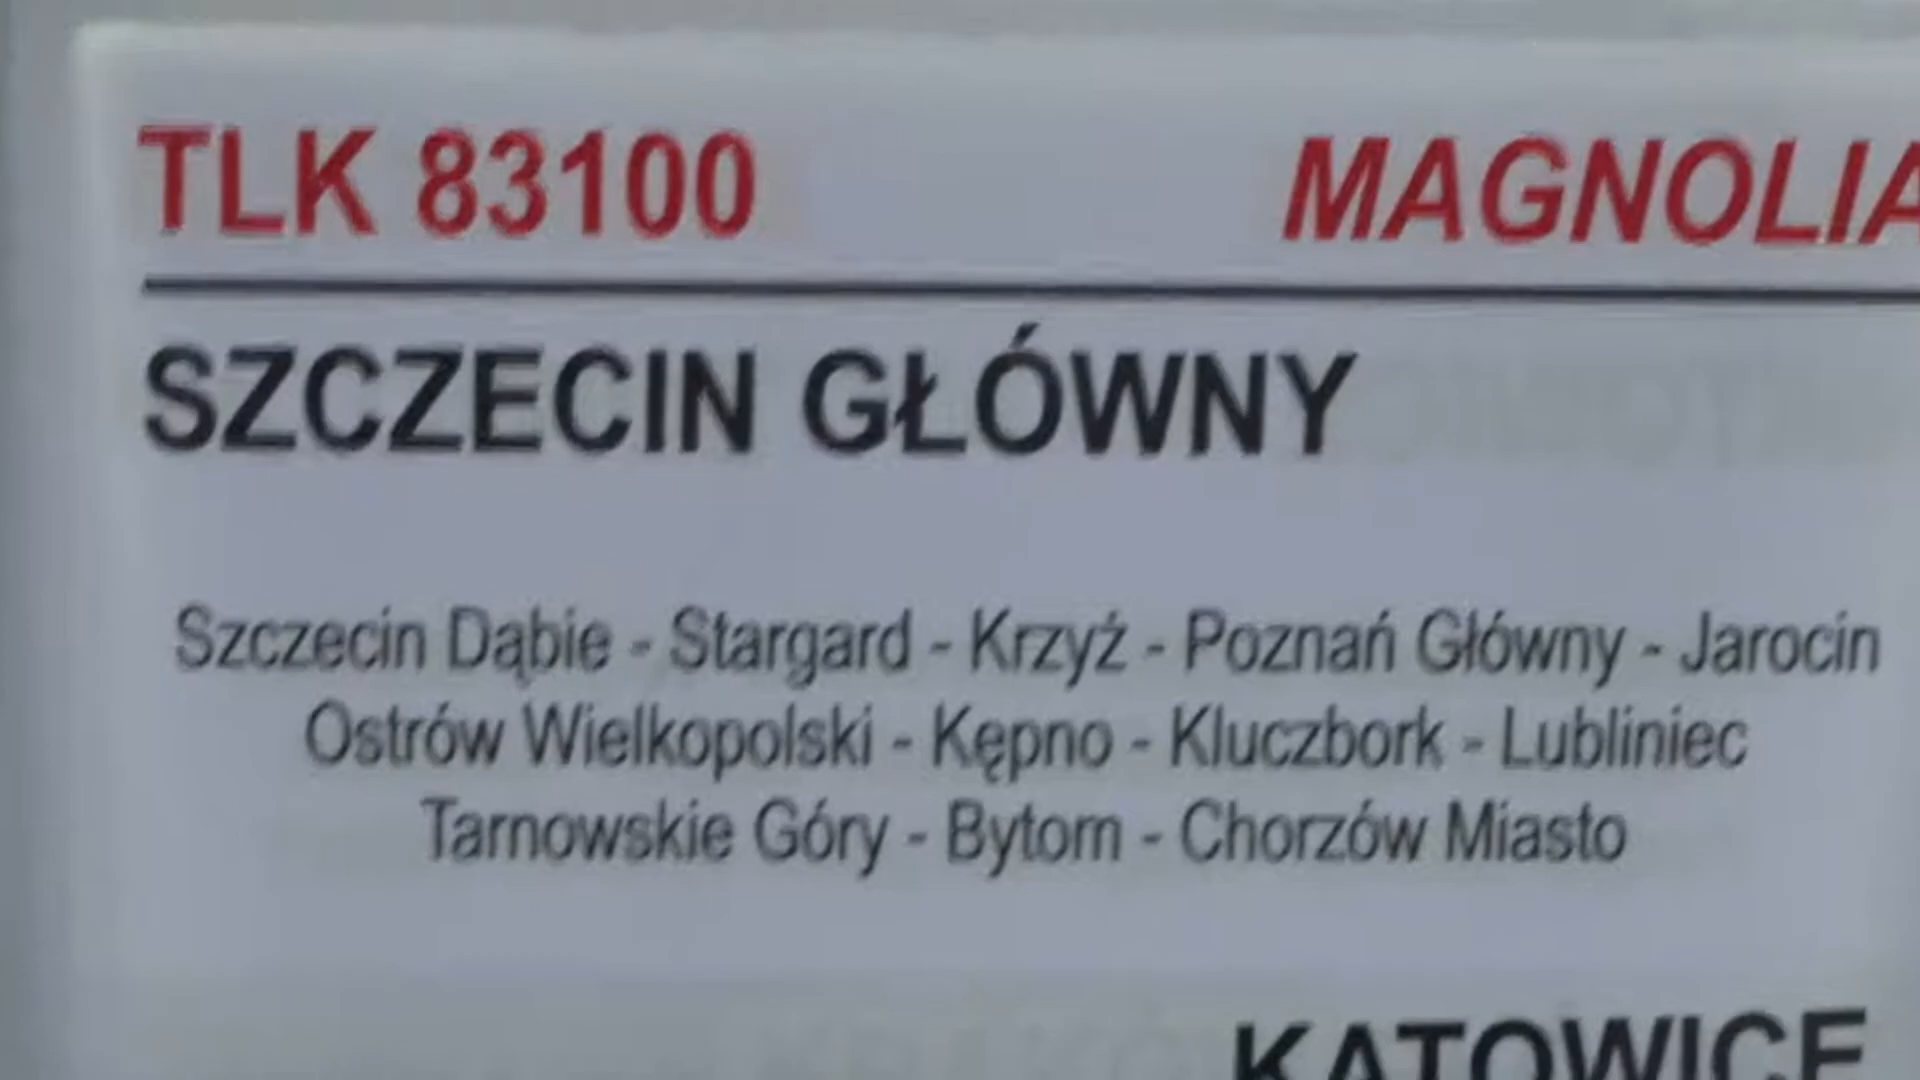 TLK 83100 MAGNOLIA
SZCZECIN GŁÓWNY
Szczecin Dąbie - Stargard - Krzyż - Poznań Główny - Jarocin
Ostrów Wielkopolski - Kępno - Kluczbork - Lubliniec
Tarnowskie Góry - Bytom - Chorzów Miasto
KATOWICE